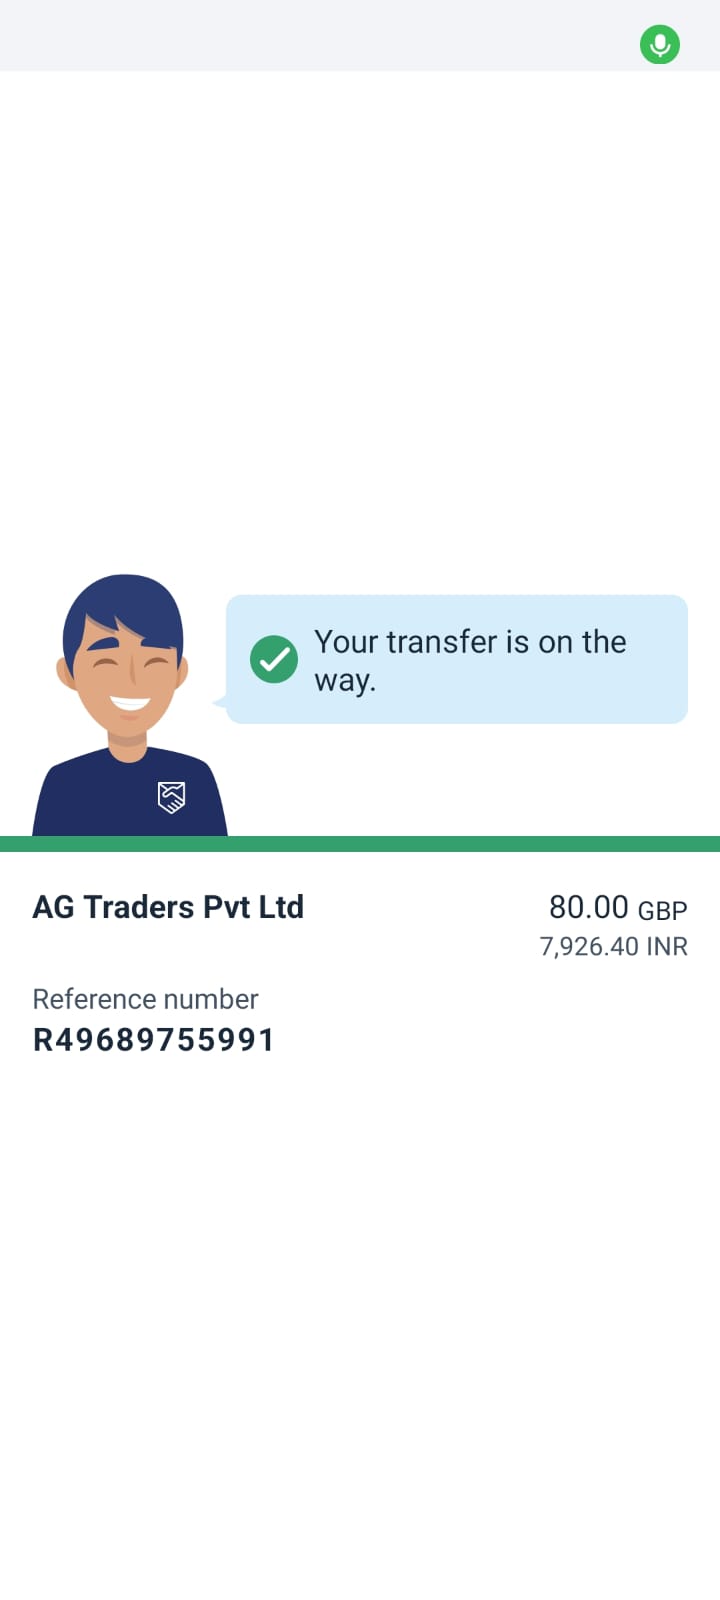 Your transfer is on the
way.
AG Traders Pvt Ltd
80.00 GBP
7,926.40 INR
Reference number
R49689755991